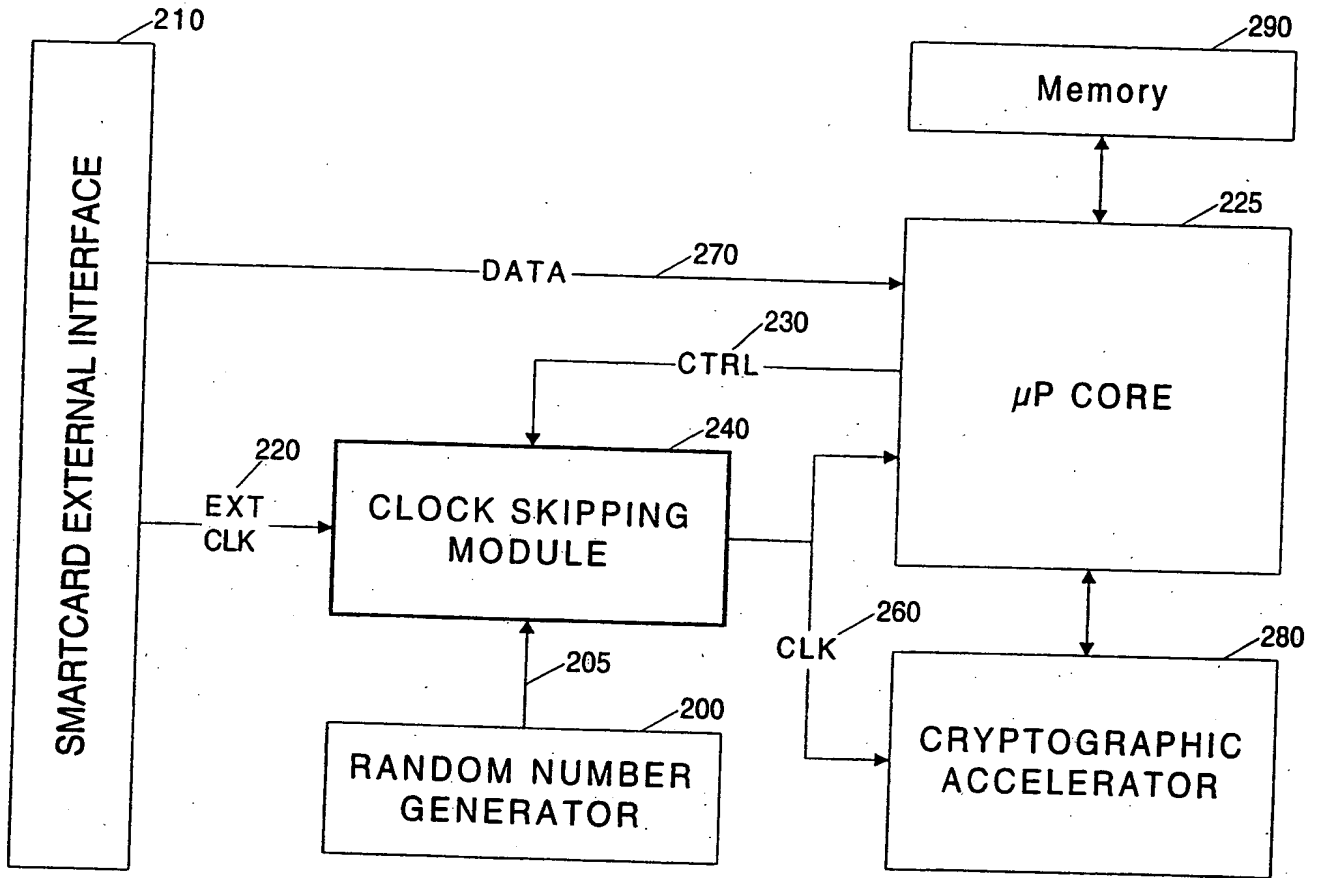 210
290
Memory
225
SMARTCARD EXTERNAL INTERFACE
DATA
270
230
CTRL
µP CORE
240
220
EXT
CLK
CLOCK SKIPPING
MODULE
260
CLK
280
205
200
RANDOM NUMBER
GENERATOR
CRYPTOGRAPHIC
ACCELERATOR